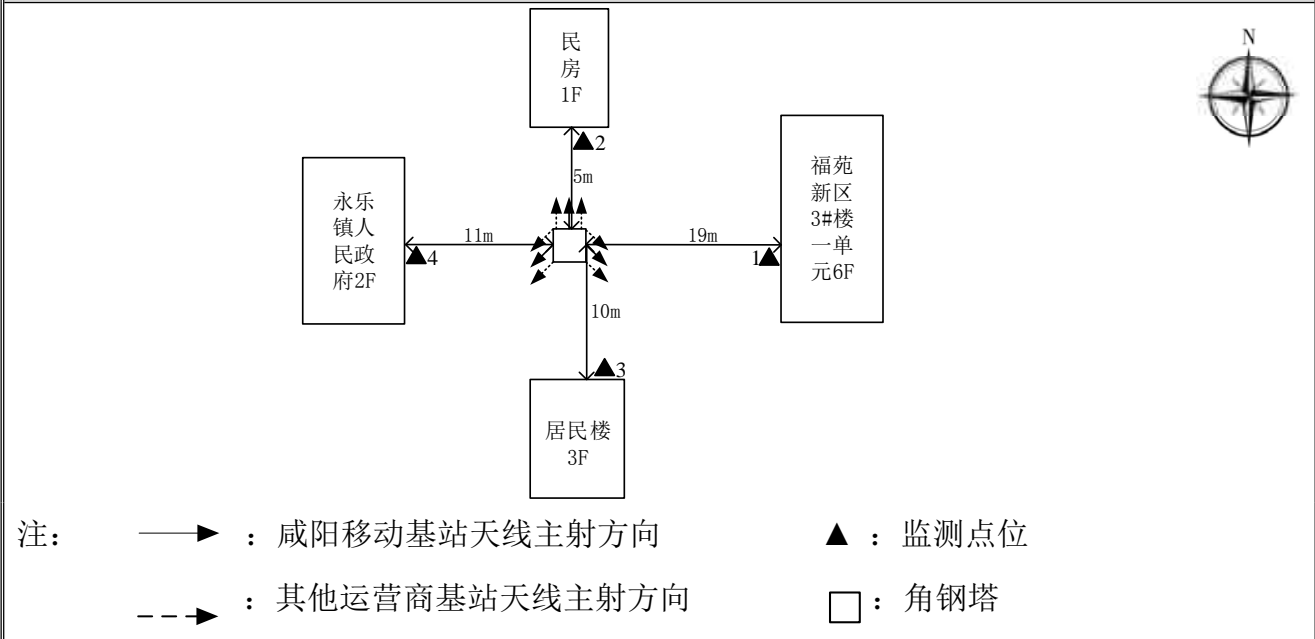 N
民
房
1F
▲2
5m
永乐
镇人
民政
府2F
▲4
11m
19m
1▲
福苑
新区
3#楼
一单
元6F
10m
▲3
居民楼
3F
注：
：咸阳移动基站天线主射方向
▲：监测点位
：其他运营商基站天线主射方向
□：角钢塔